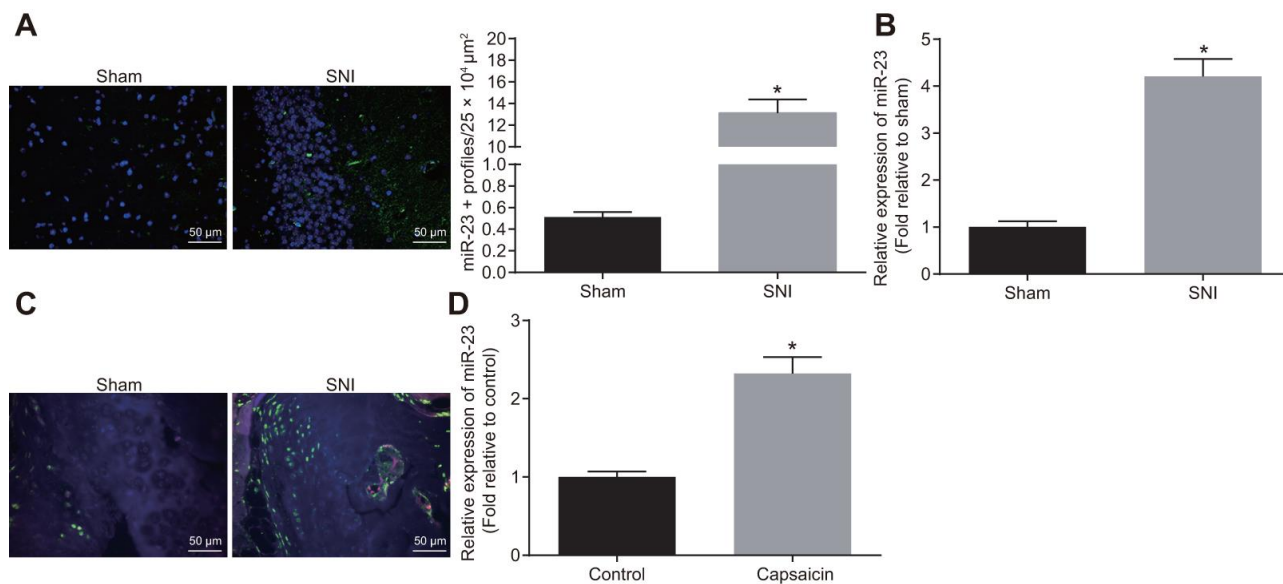 A
Sham
SNI
50 µm
50 µm
miR-23 + profiles/25 × 10⁴ µm²
20
18
16
14
12
10
1.0
0.8
0.6
0.4
0.2
0.0
*
Sham
SNI
B
Relative expression of miR-23
(Fold relative to sham)
5
4
3
2
1
0
*
Sham
SNI
C
Sham
SNI
50 µm
50 µm
D
Relative expression of miR-23
(Fold relative to control)
3
2
1
0
*
Control
Capsaicin